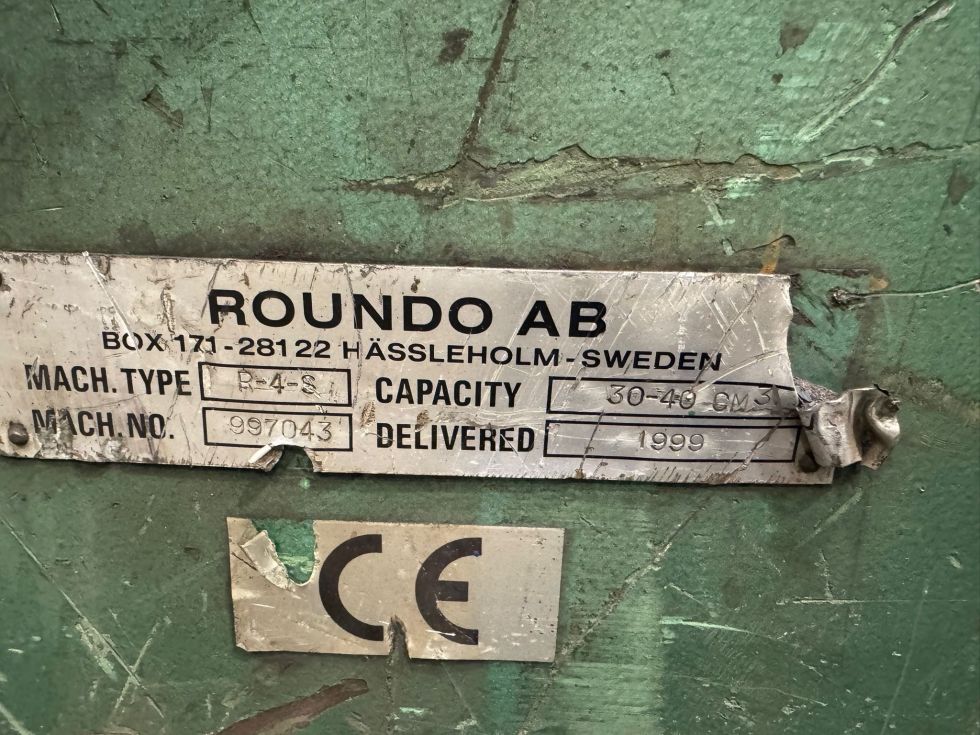 ROUNDO AB
BOX 171-281 22 HÄSSLEHOLM-SWEDEN
MACH. TYPE R-4-S CAPACITY 30-40 CM3
MACH. NO. 997043 DELIVERED 1999
CE